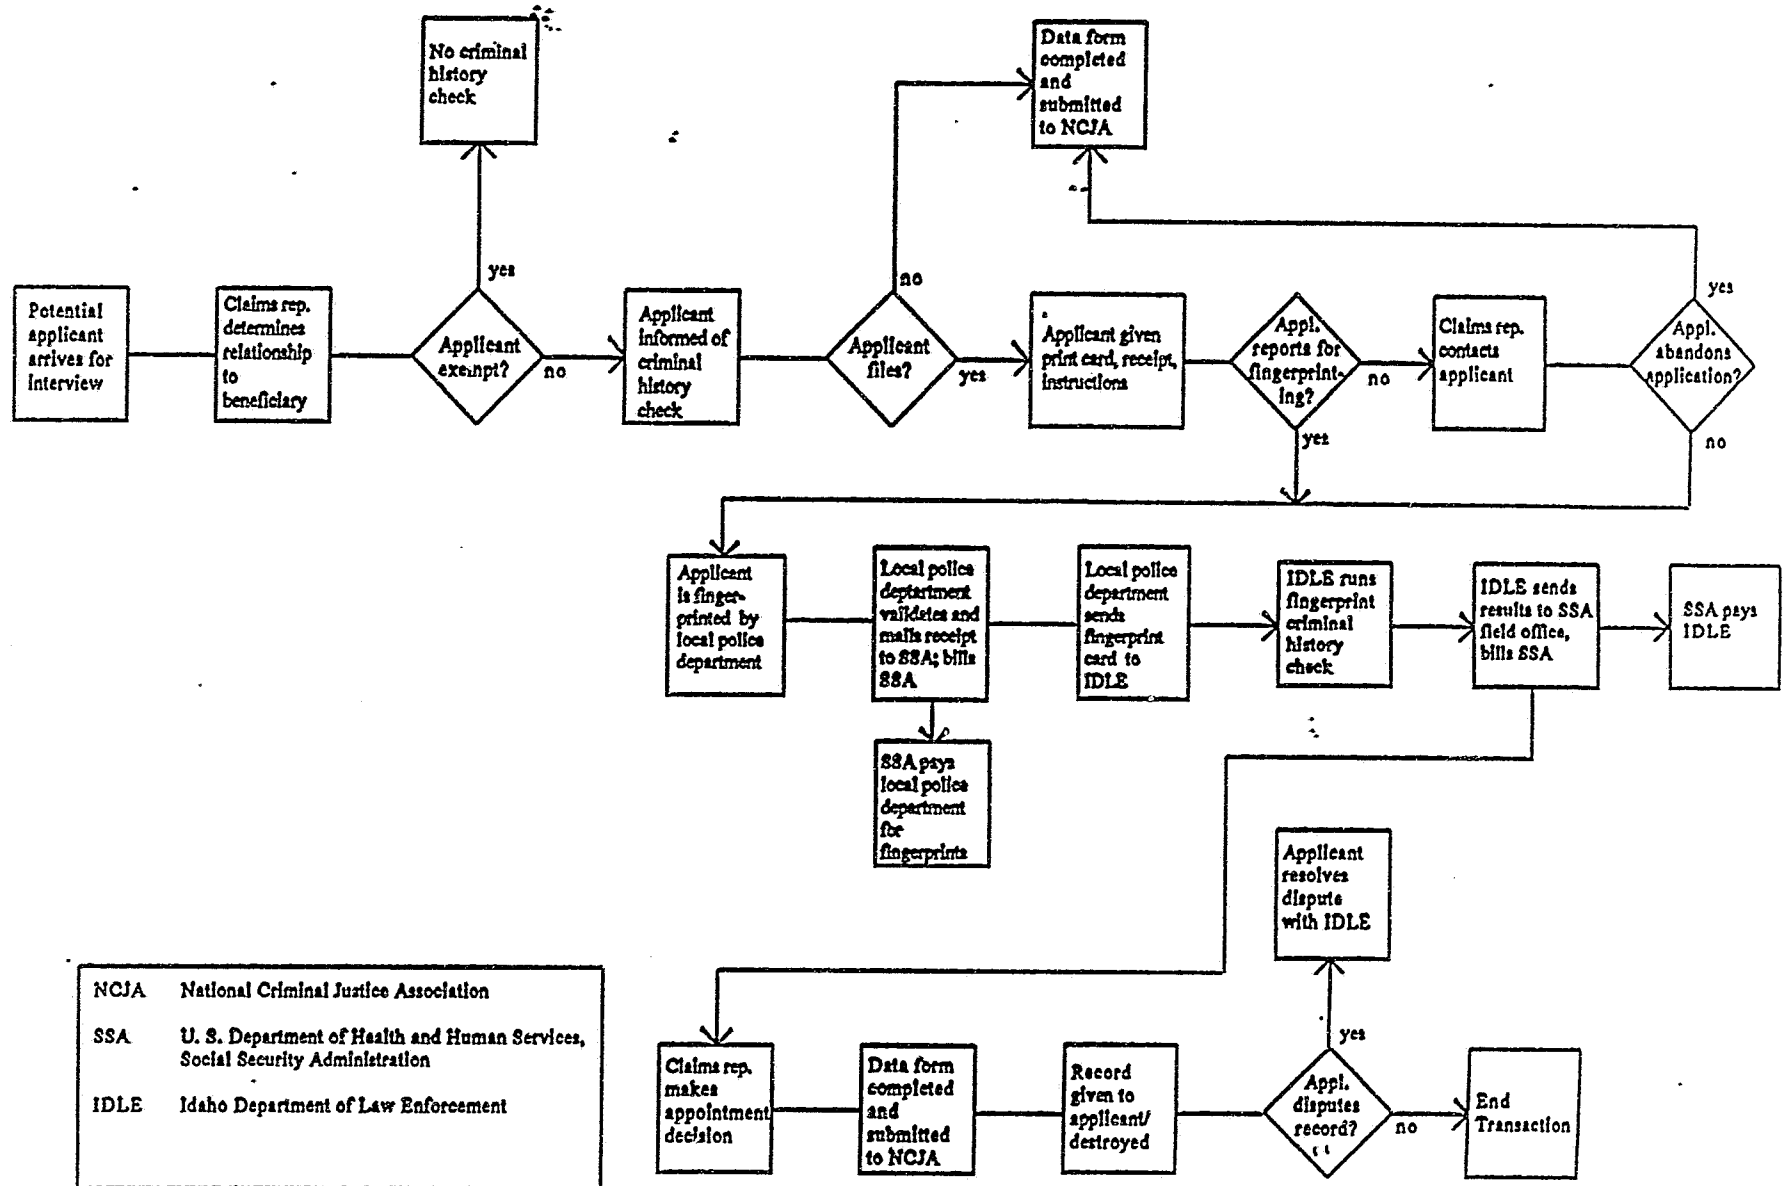 No criminal
history
check
Data form
completed
and
submitted
to NCJA
yes
no
yes
Potential
applicant
arrives for
interview
Claims rep.
determines
relationship
to
beneficiary
Applicant
exempt?
no
Applicant
informed of
criminal
history
check
Applicant
files?
yes
Applicant given
print card, receipt,
instructions
Appl.
reports for
fingerprint-
ing?
no
yes
Claims rep.
contacts
applicant
Appl.
abandons
application?
no
Applicant
is finger-
printed by
local police
department
Local police
deptartment
validates and
mails receipt
to SSA; bills
SSA
Local police
department
sends
fingerprint
card to
IDLE
IDLE runs
fingerprint
criminal
history
check
IDLE sends
results to SSA
field office,
bills SSA
SSA pays
IDLE
SSA pays
local police
department
for
fingerprints
Applicant
resolves
dispute
with IDLE
NCJA National Criminal Justice Association
SSA U. S. Department of Health and Human Services,
Social Security Administration
IDLE Idaho Department of Law Enforcement
Claims rep.
makes
appointment
decision
Data form
completed
and
submitted
to NCJA
Record
given to
applicant/
destroyed
yes
Appl.
disputes
record?
no
End
Transaction